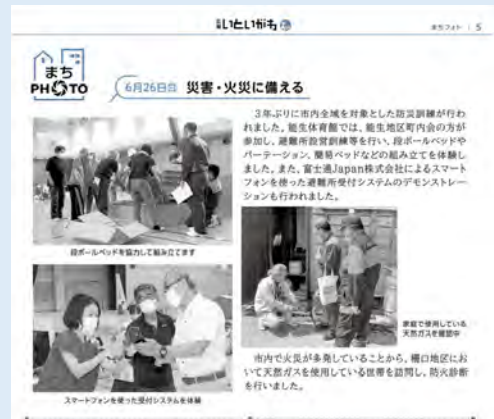 いといがわ
まちフォト | 5
まち
PHOTO
6月26日㊐ 災害・火災に備える
3年ぶりに市内全域を対象とした防災訓練が行わ
れました。能生体育館では、能生地区町内会の方が
参加し、避難所設営訓練等を行い、段ボールベッドや
パーテーション、簡易ベッドなどの組み立てを体験し
ました。また、富士通Japan株式会社によるスマート
フォンを使った避難所受付システムのデモンストレー
ションも行われました。
段ボールベッドを協力して組み立てます
家庭で使用している
天然ガスを確認中
スマートフォンを使った受付システムを体験
市内で火災が多発していることから、樋口地区にお
いて天然ガスを使用している世帯を訪問し、防火診断
を行いました。